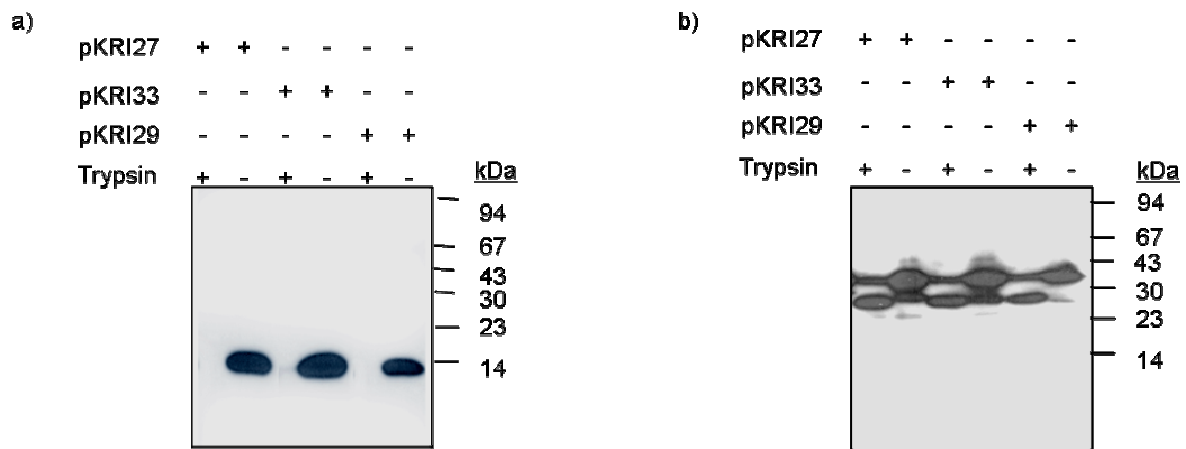 a)
pKRI27 + + - - - -
pKRI33 - - + + - -
pKRI29 - - - - + +
Trypsin + - + - + -
kDa
94
67
43
30
23
14
b)
pKRI27 + + - - - -
pKRI33 - - + + - -
pKRI29 - - - - + +
Trypsin + - + - + -
kDa
94
67
43
30
23
14